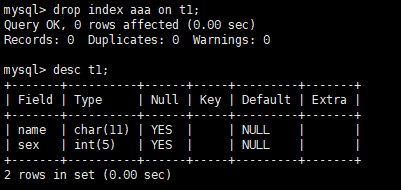 mysql> drop index aaa on t1;
Query OK, 0 rows affected (0.00 sec)
Records: 0  Duplicates: 0  Warnings: 0

mysql> desc t1;
+-------+----------+------+-----+---------+-------+
| Field | Type     | Null | Key | Default | Extra |
+-------+----------+------+-----+---------+-------+
| name  | char(11) | YES  |     | NULL    |       |
| sex   | int(5)   | YES  |     | NULL    |       |
+-------+----------+------+-----+---------+-------+
2 rows in set (0.00 sec)